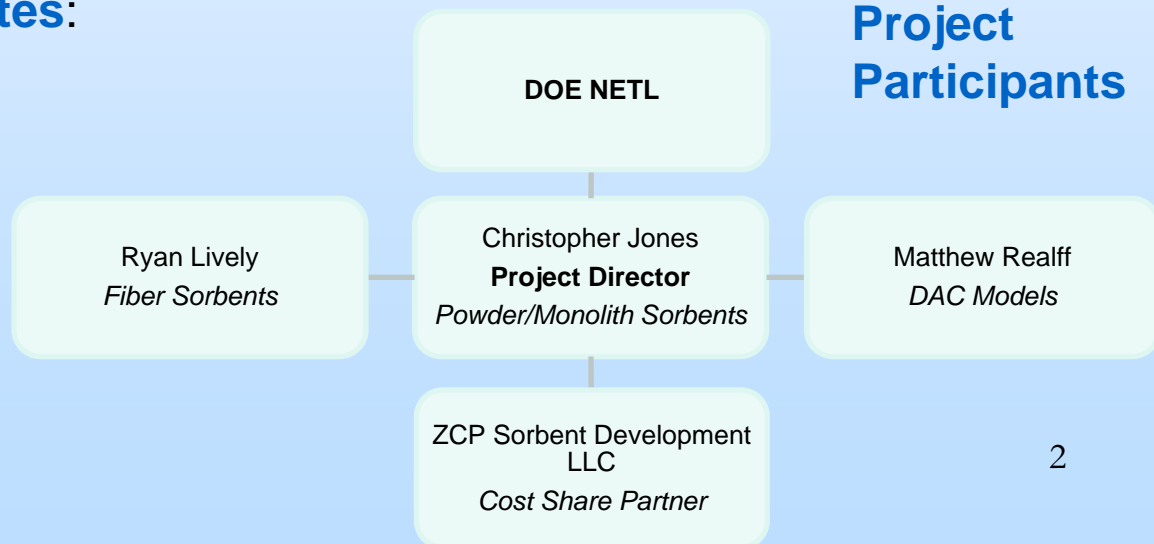 tes:
Project
Participants
DOE NETL
Ryan Lively
Fiber Sorbents
Christopher Jones
Project Director
Powder/Monolith Sorbents
Matthew Realff
DAC Models
ZCP Sorbent Development
LLC
Cost Share Partner
2